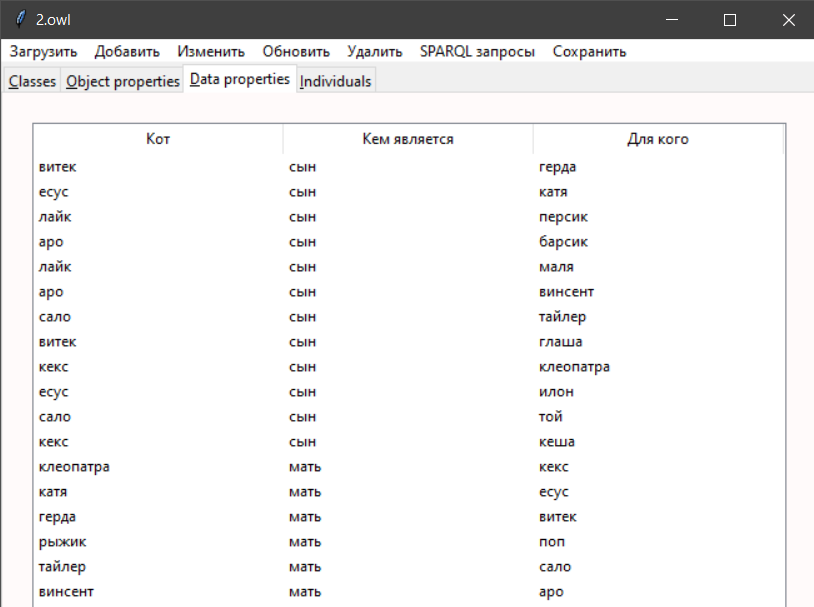 2.owl
Загрузить Добавить Изменить Обновить Удалить SPARQL запросы Сохранить
Classes Object properties Data properties Individuals
Кот Кем является Для кого
витек сын герда
есус сын катя
лайк сын персик
аро сын барсик
лайк сын маля
аро сын винсент
сало сын тайлер
витек сын глаша
кекс сын клеопатра
есус сын илон
сало сын той
кекс сын кеша
клеопатра мать кекс
катя мать есус
герда мать витек
рыжик мать поп
тайлер мать сало
винсент мать аро